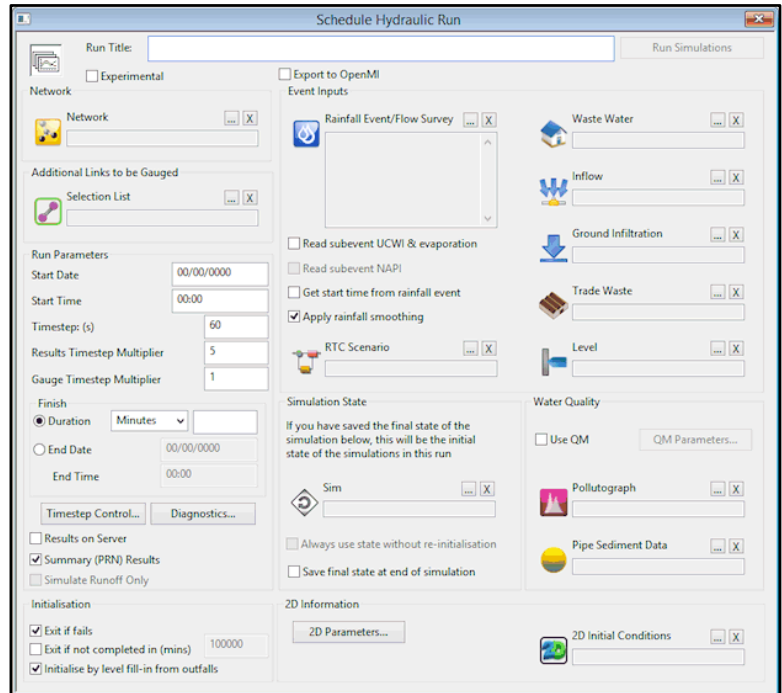 Schedule Hydraulic Run
Run Title:
Run Simulations
Experimental
Export to OpenMI
Network
Network
... X
Additional Links to be Gauged
Selection List
... X
Run Parameters
Start Date 00/00/0000
Start Time 00:00
Timestep: (s) 60
Results Timestep Multiplier 5
Gauge Timestep Multiplier 1
Finish
Duration Minutes
End Date 00/00/0000
End Time 00:00
Timestep Control... Diagnostics...
Results on Server
Summary (PRN) Results
Simulate Runoff Only
Initialisation
Exit if fails
Exit if not completed in (mins) 100000
Initialise by level fill-in from outfalls
Event Inputs
Rainfall Event/Flow Survey ... X
Read subevent UCWI & evaporation
Read subevent NAPI
Get start time from rainfall event
Apply rainfall smoothing
RTC Scenario ... X
Waste Water ... X
Inflow ... X
Ground Infiltration ... X
Trade Waste ... X
Level ... X
Simulation State
If you have saved the final state of the
simulation below, this will be the initial
state of the simulations in this run
Sim ... X
Always use state without re-initialisation
Save final state at end of simulation
Water Quality
Use QM QM Parameters...
Pollutograph ... X
Pipe Sediment Data ... X
2D Information
2D Parameters...
2D
2D Initial Conditions ... X